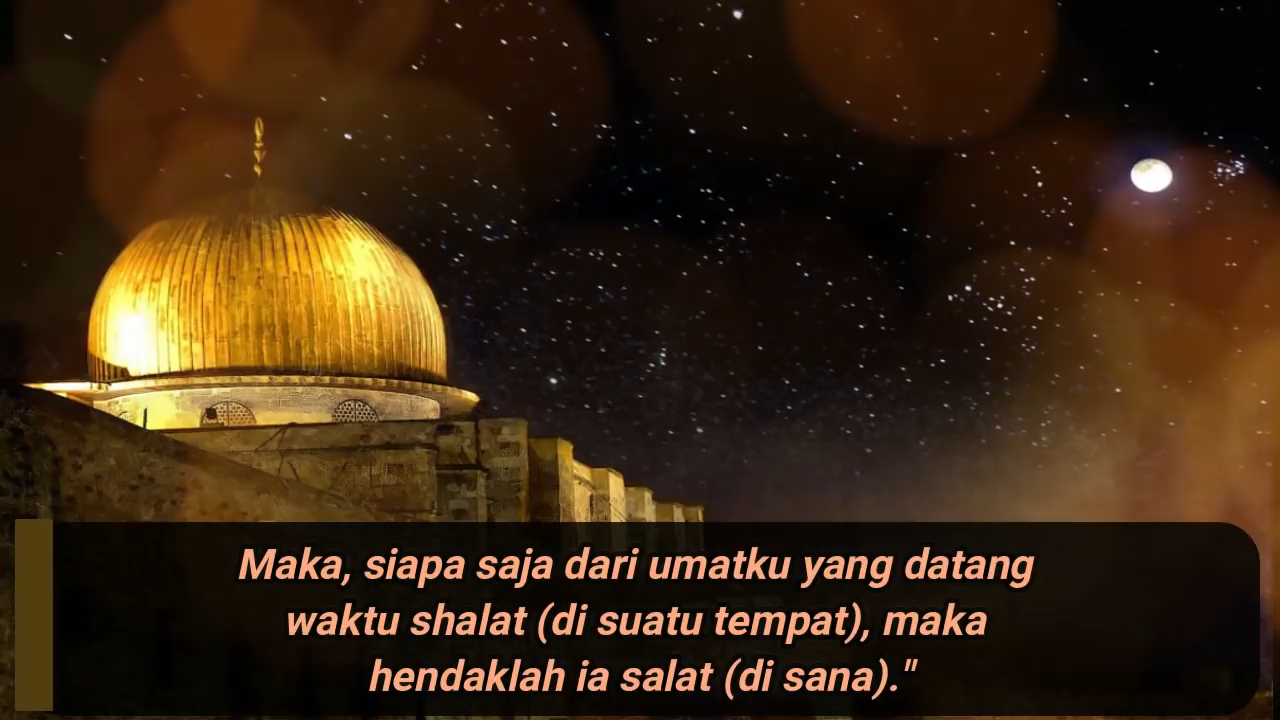 Maka, siapa saja dari umatku yang datang
waktu shalat (di suatu tempat), maka
hendaklah ia salat (di sana)."